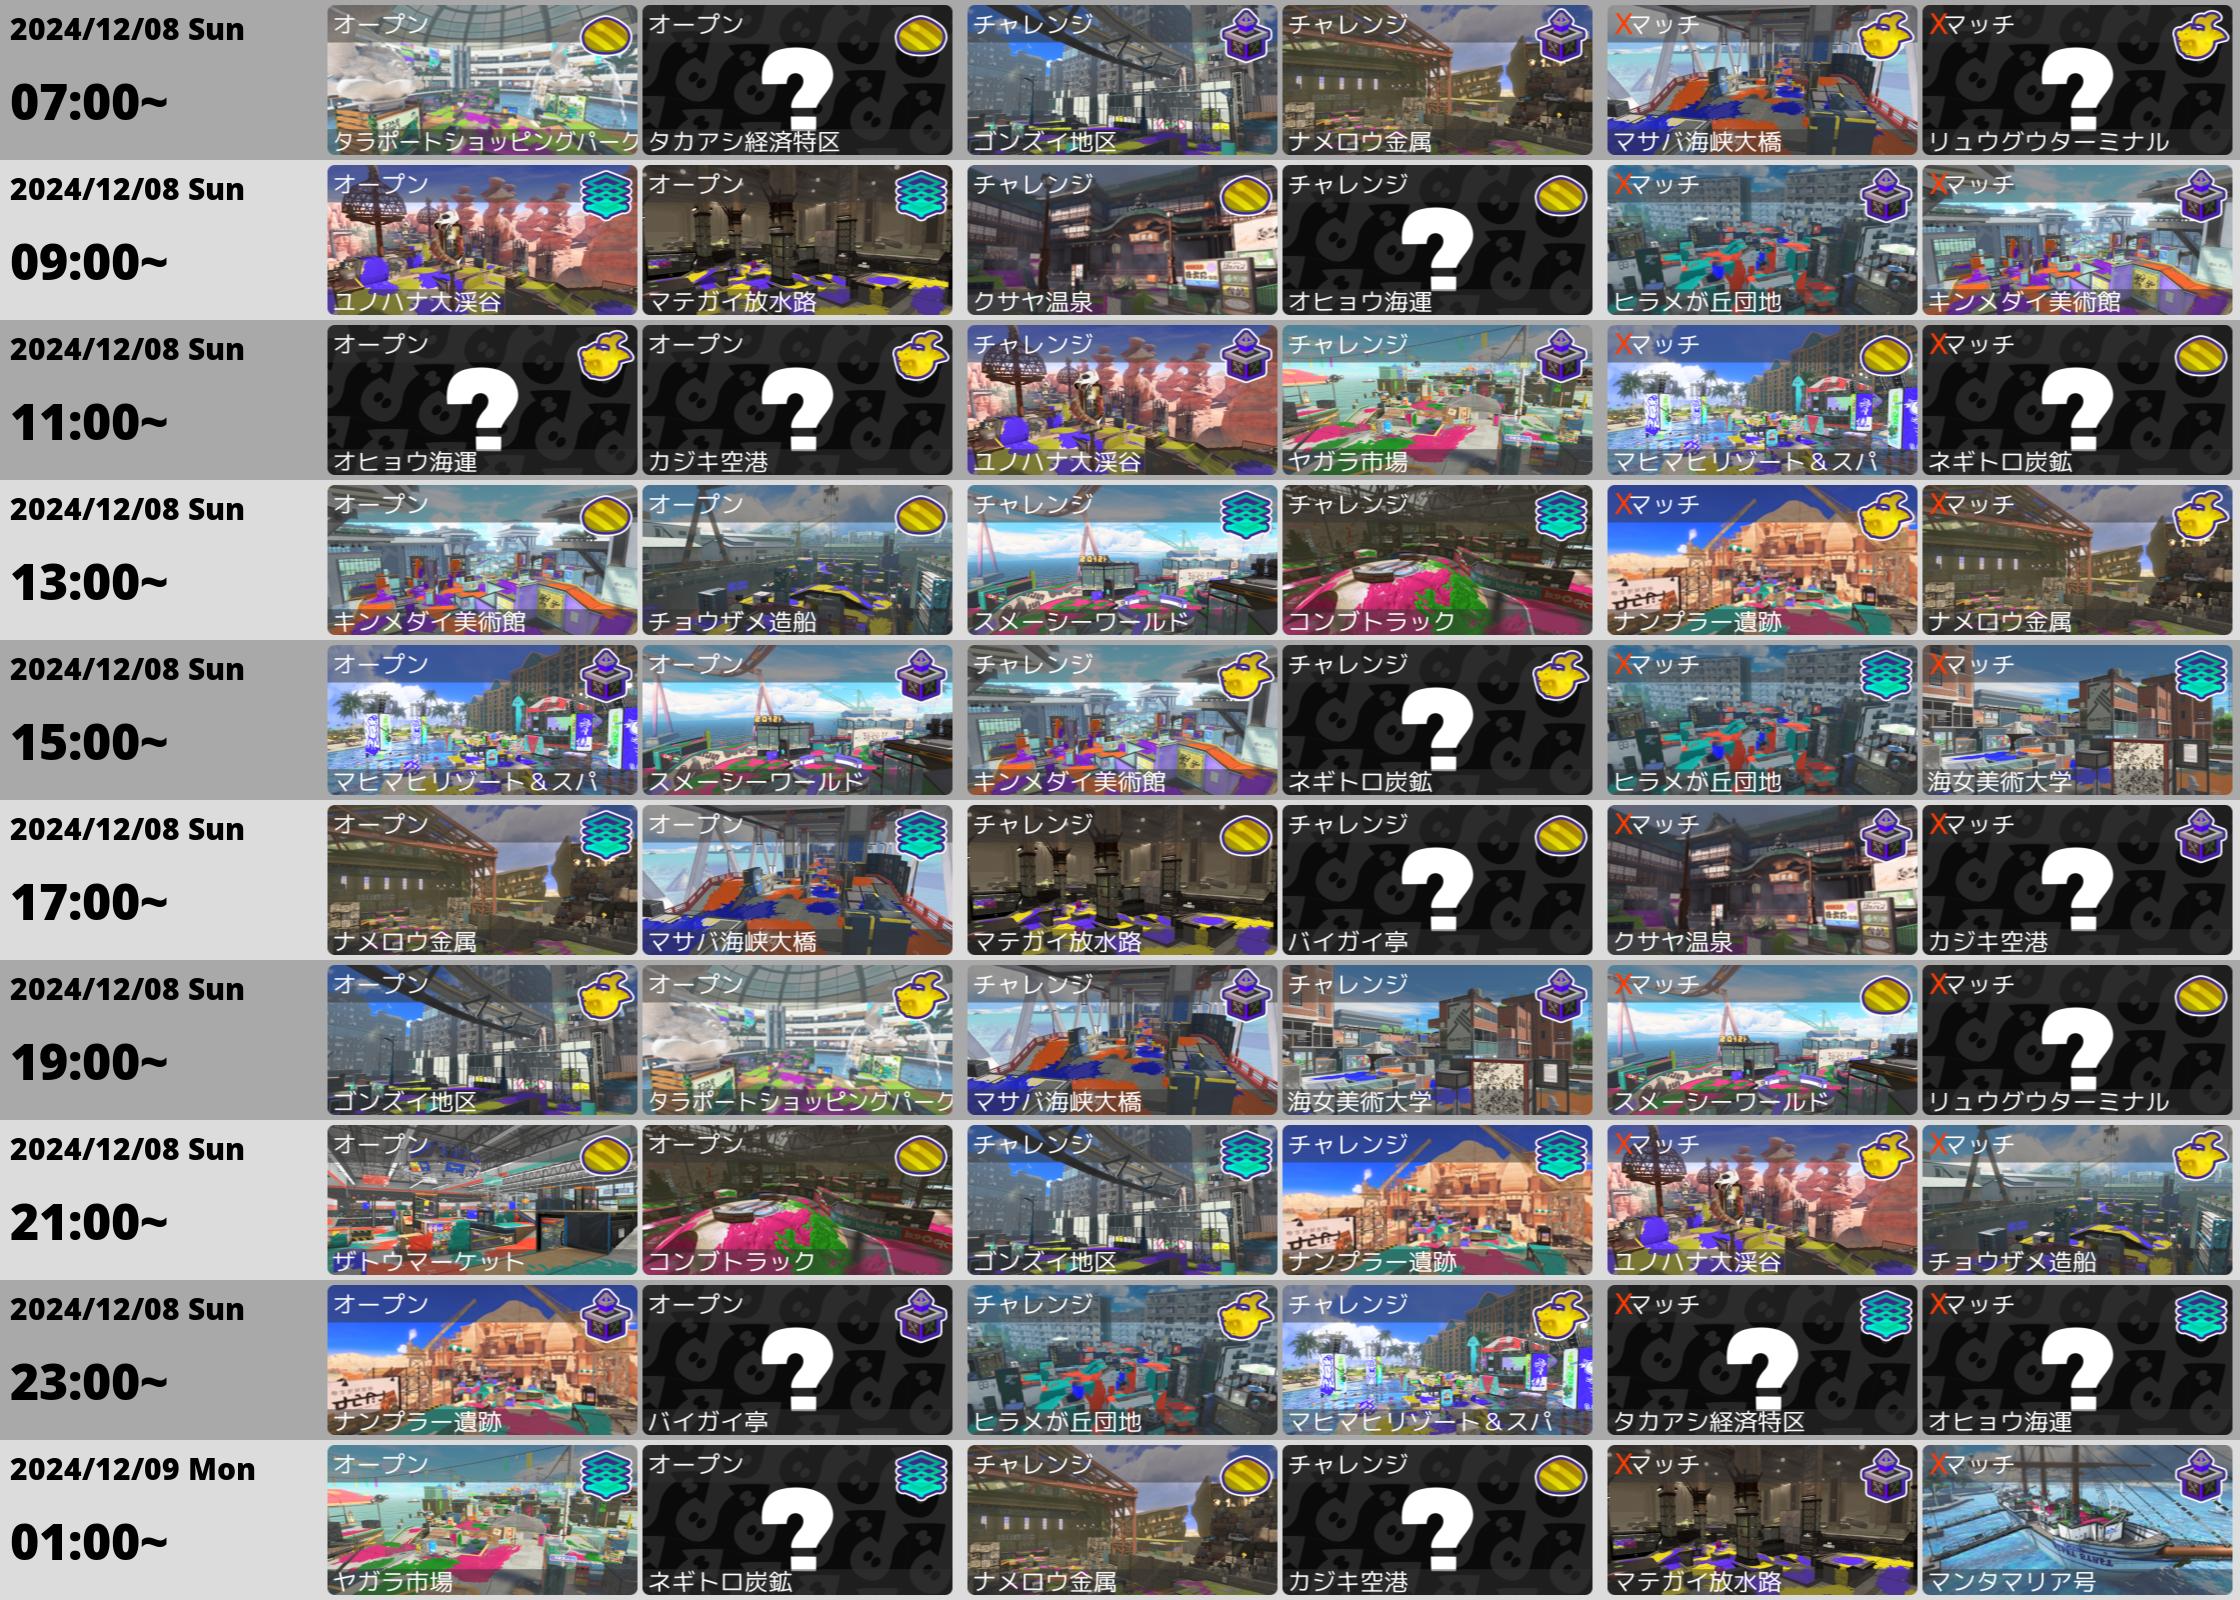 2024/12/08 Sun
07:00~
オープン
タラポートショッピングパーク
オープン
タカアシ経済特区
チャレンジ
ゴンズイ地区
チャレンジ
ナメロウ金属
Xマッチ
マサバ海峡大橋
Xマッチ
リュウグウターミナル
2024/12/08 Sun
09:00~
オープン
ユノハナ大渓谷
オープン
マテガイ放水路
チャレンジ
クサヤ温泉
チャレンジ
オヒョウ海運
Xマッチ
ヒラメが丘団地
Xマッチ
キンメダイ美術館
2024/12/08 Sun
11:00~
オープン
オヒョウ海運
オープン
カジキ空港
チャレンジ
ユノハナ大渓谷
チャレンジ
ヤガラ市場
Xマッチ
マヒマヒリゾート＆スパ
Xマッチ
ネギトロ炭鉱
2024/12/08 Sun
13:00~
オープン
キンメダイ美術館
オープン
チョウザメ造船
チャレンジ
スメーシーワールド
チャレンジ
コンブトラック
Xマッチ
ナンプラー遺跡
Xマッチ
ナメロウ金属
2024/12/08 Sun
15:00~
オープン
マヒマヒリゾート＆スパ
オープン
スメーシーワールド
チャレンジ
キンメダイ美術館
チャレンジ
ネギトロ炭鉱
Xマッチ
ヒラメが丘団地
Xマッチ
海女美術大学
2024/12/08 Sun
17:00~
オープン
ナメロウ金属
オープン
マサバ海峡大橋
チャレンジ
マテガイ放水路
チャレンジ
バイガイ亭
Xマッチ
クサヤ温泉
Xマッチ
カジキ空港
2024/12/08 Sun
19:00~
オープン
ゴンズイ地区
オープン
タラポートショッピングパーク
チャレンジ
マサバ海峡大橋
チャレンジ
海女美術大学
Xマッチ
スメーシーワールド
Xマッチ
リュウグウターミナル
2024/12/08 Sun
21:00~
オープン
ザトウマーケット
オープン
コンブトラック
チャレンジ
ゴンズイ地区
チャレンジ
ナンプラー遺跡
Xマッチ
ユノハナ大渓谷
Xマッチ
チョウザメ造船
2024/12/08 Sun
23:00~
オープン
ナンプラー遺跡
オープン
バイガイ亭
チャレンジ
ヒラメが丘団地
チャレンジ
マヒマヒリゾート＆スパ
Xマッチ
タカアシ経済特区
Xマッチ
オヒョウ海運
2024/12/09 Mon
01:00~
オープン
ヤガラ市場
オープン
ネギトロ炭鉱
チャレンジ
ナメロウ金属
チャレンジ
カジキ空港
Xマッチ
マテガイ放水路
Xマッチ
マンタマリア号